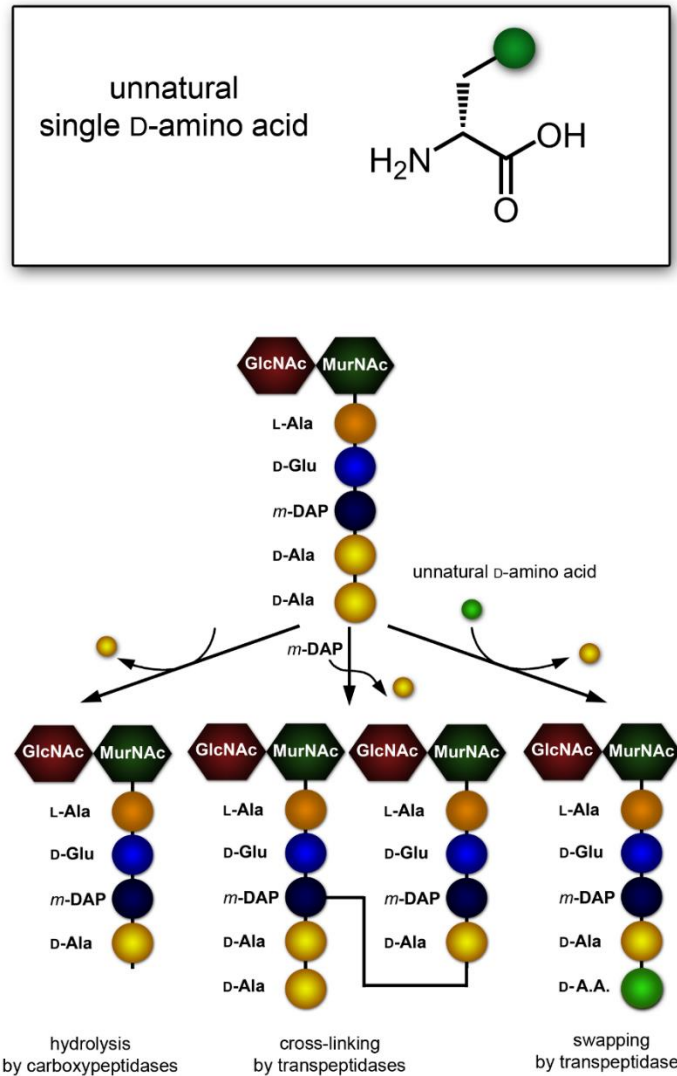 unnatural
single D-amino acid
OH
H₂N
O
GlcNAc MurNAc
L-Ala
D-Glu
m-DAP
D-Ala
unnatural D-amino acid
D-Ala
m-DAP
GlcNAc MurNAc GlcNAc MurNAc GlcNAc MurNAc GlcNAc MurNAc
L-Ala L-Ala L-Ala L-Ala
D-Glu D-Glu D-Glu D-Glu
m-DAP m-DAP m-DAP m-DAP
D-Ala D-Ala D-Ala D-Ala
D-Ala D-A.A.
hydrolysis cross-linking swapping
by carboxypeptidases by transpeptidases by transpeptidase